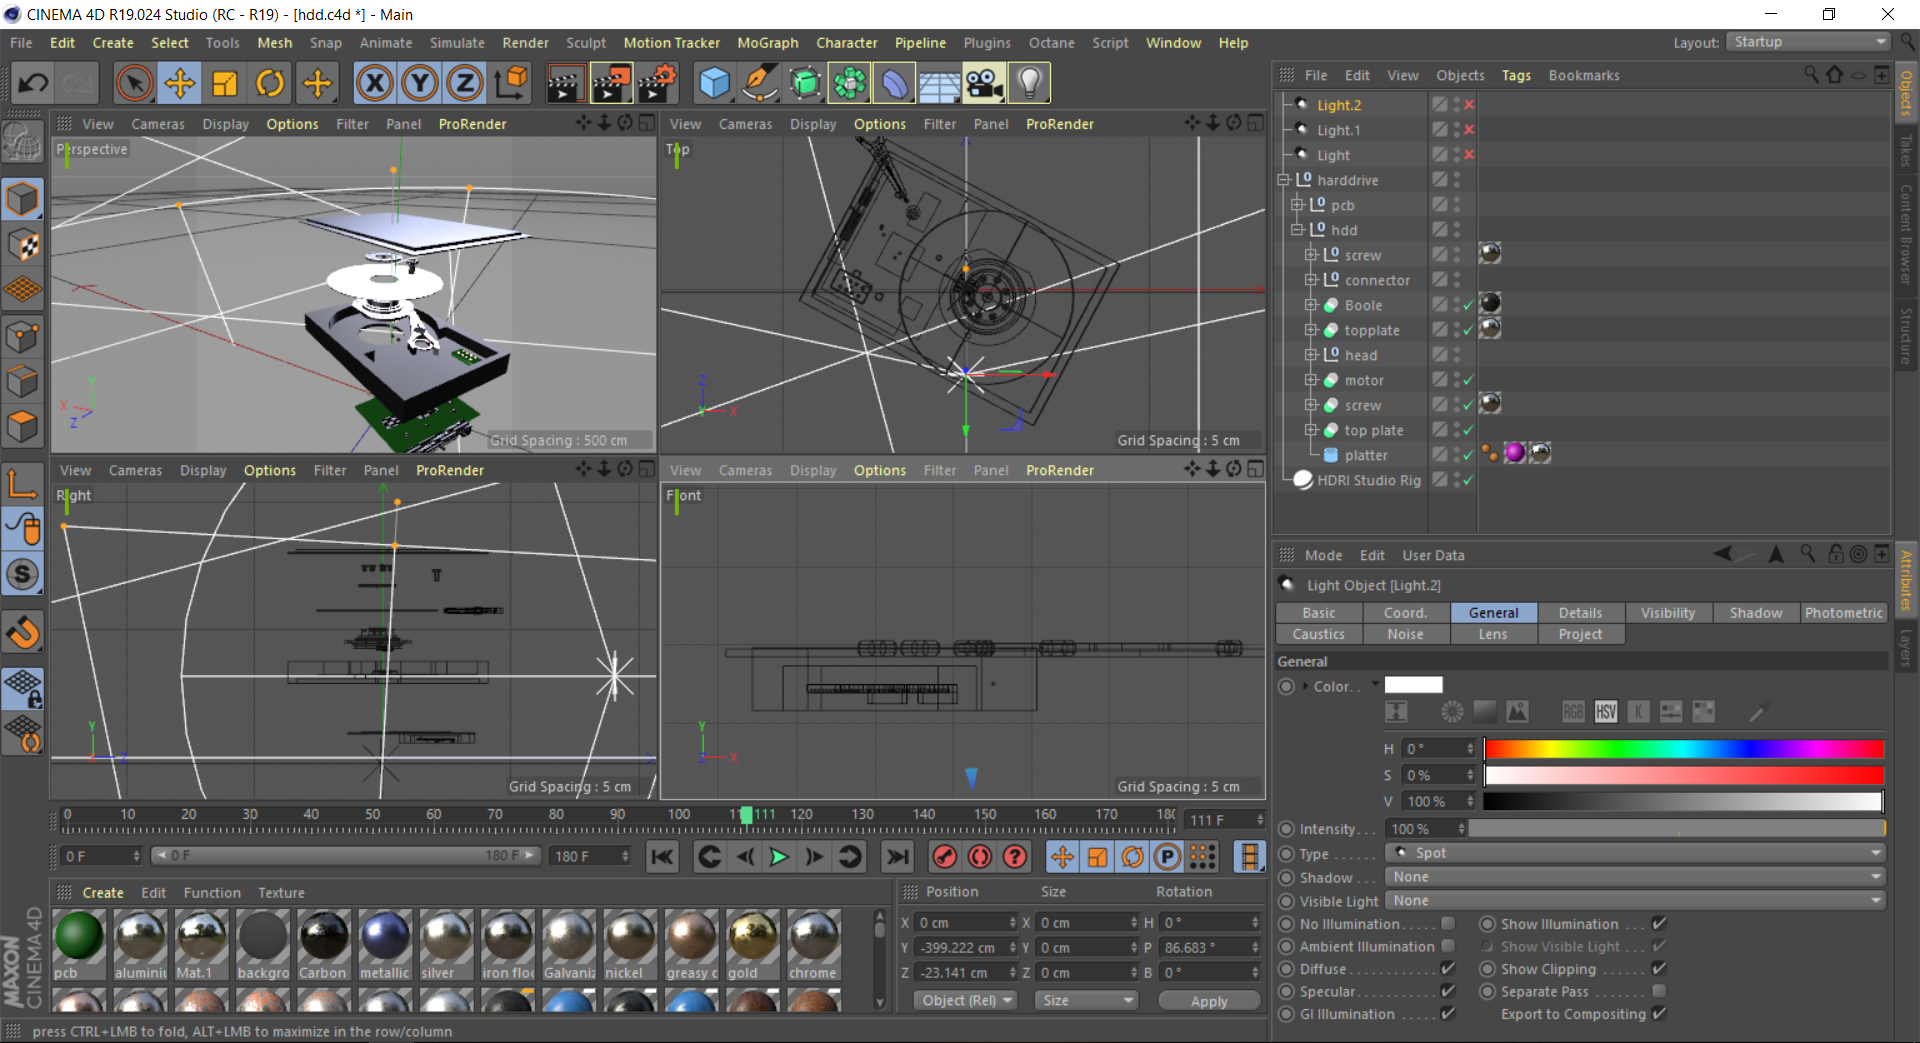 CINEMA 4D R19.024 Studio (RC - R19) - [hdd.c4d *] - Main
File Edit Create Select Tools Mesh Snap Animate Simulate Render Sculpt Motion Tracker MoGraph Character Pipeline Plugins Octane Script Window Help
Layout: Startup
View Cameras Display Options Filter Panel ProRender
Perspective
Grid Spacing : 500 cm
View Cameras Display Options Filter Panel ProRender
Top
Grid Spacing : 5 cm
View Cameras Display Options Filter Panel ProRender
Right
Grid Spacing : 5 cm
View Cameras Display Options Filter Panel ProRender
Front
Grid Spacing : 5 cm
File Edit View Objects Tags Bookmarks
Light.2
Light.1
Light
harddrive
pcb
hdd
screw
connector
Boole
topplate
head
motor
screw
top plate
platter
HDRI Studio Rig
Objects
Takes
Content Browser
Structure
Mode Edit User Data
Light Object [Light.2]
Basic Coord. General Details Visibility Shadow Photometric
Caustics Noise Lens Project
General
Color. .
RGB HSV K
H 0 °
S 0 %
V 100 %
Intensity. . . 100 %
Type . . . . . . Spot
Shadow . . . None
Visible Light None
No Illumination. . . . . Show Illumination . . .
Ambient Illumination Show Visible Light . . .
Diffuse . . . . . . . . . . . Show Clipping . . . . . .
Specular. . . . . . . . . . Separate Pass . . . . . . .
GI Illumination . . . . . Export to Compositing
Attributes
Layers
0 10 20 30 40 50 60 70 80 90 100 11 111 120 130 140 150 160 170 18
111 F
0 F 0 F 180 F 180 F
Create Edit Function Texture
pcb aluminiu Mat.1 backgro Carbon metallic silver iron floo Galvaniz nickel greasy c gold chrome
Position Size Rotation
X 0 cm X 0 cm H 0 °
Y -399.222 cm Y 0 cm P 86.683 °
Z -23.141 cm Z 0 cm B 0 °
Object (Rel) Size Apply
MAXON
CINEMA 4D
press CTRL+LMB to fold, ALT+LMB to maximize in the row/column